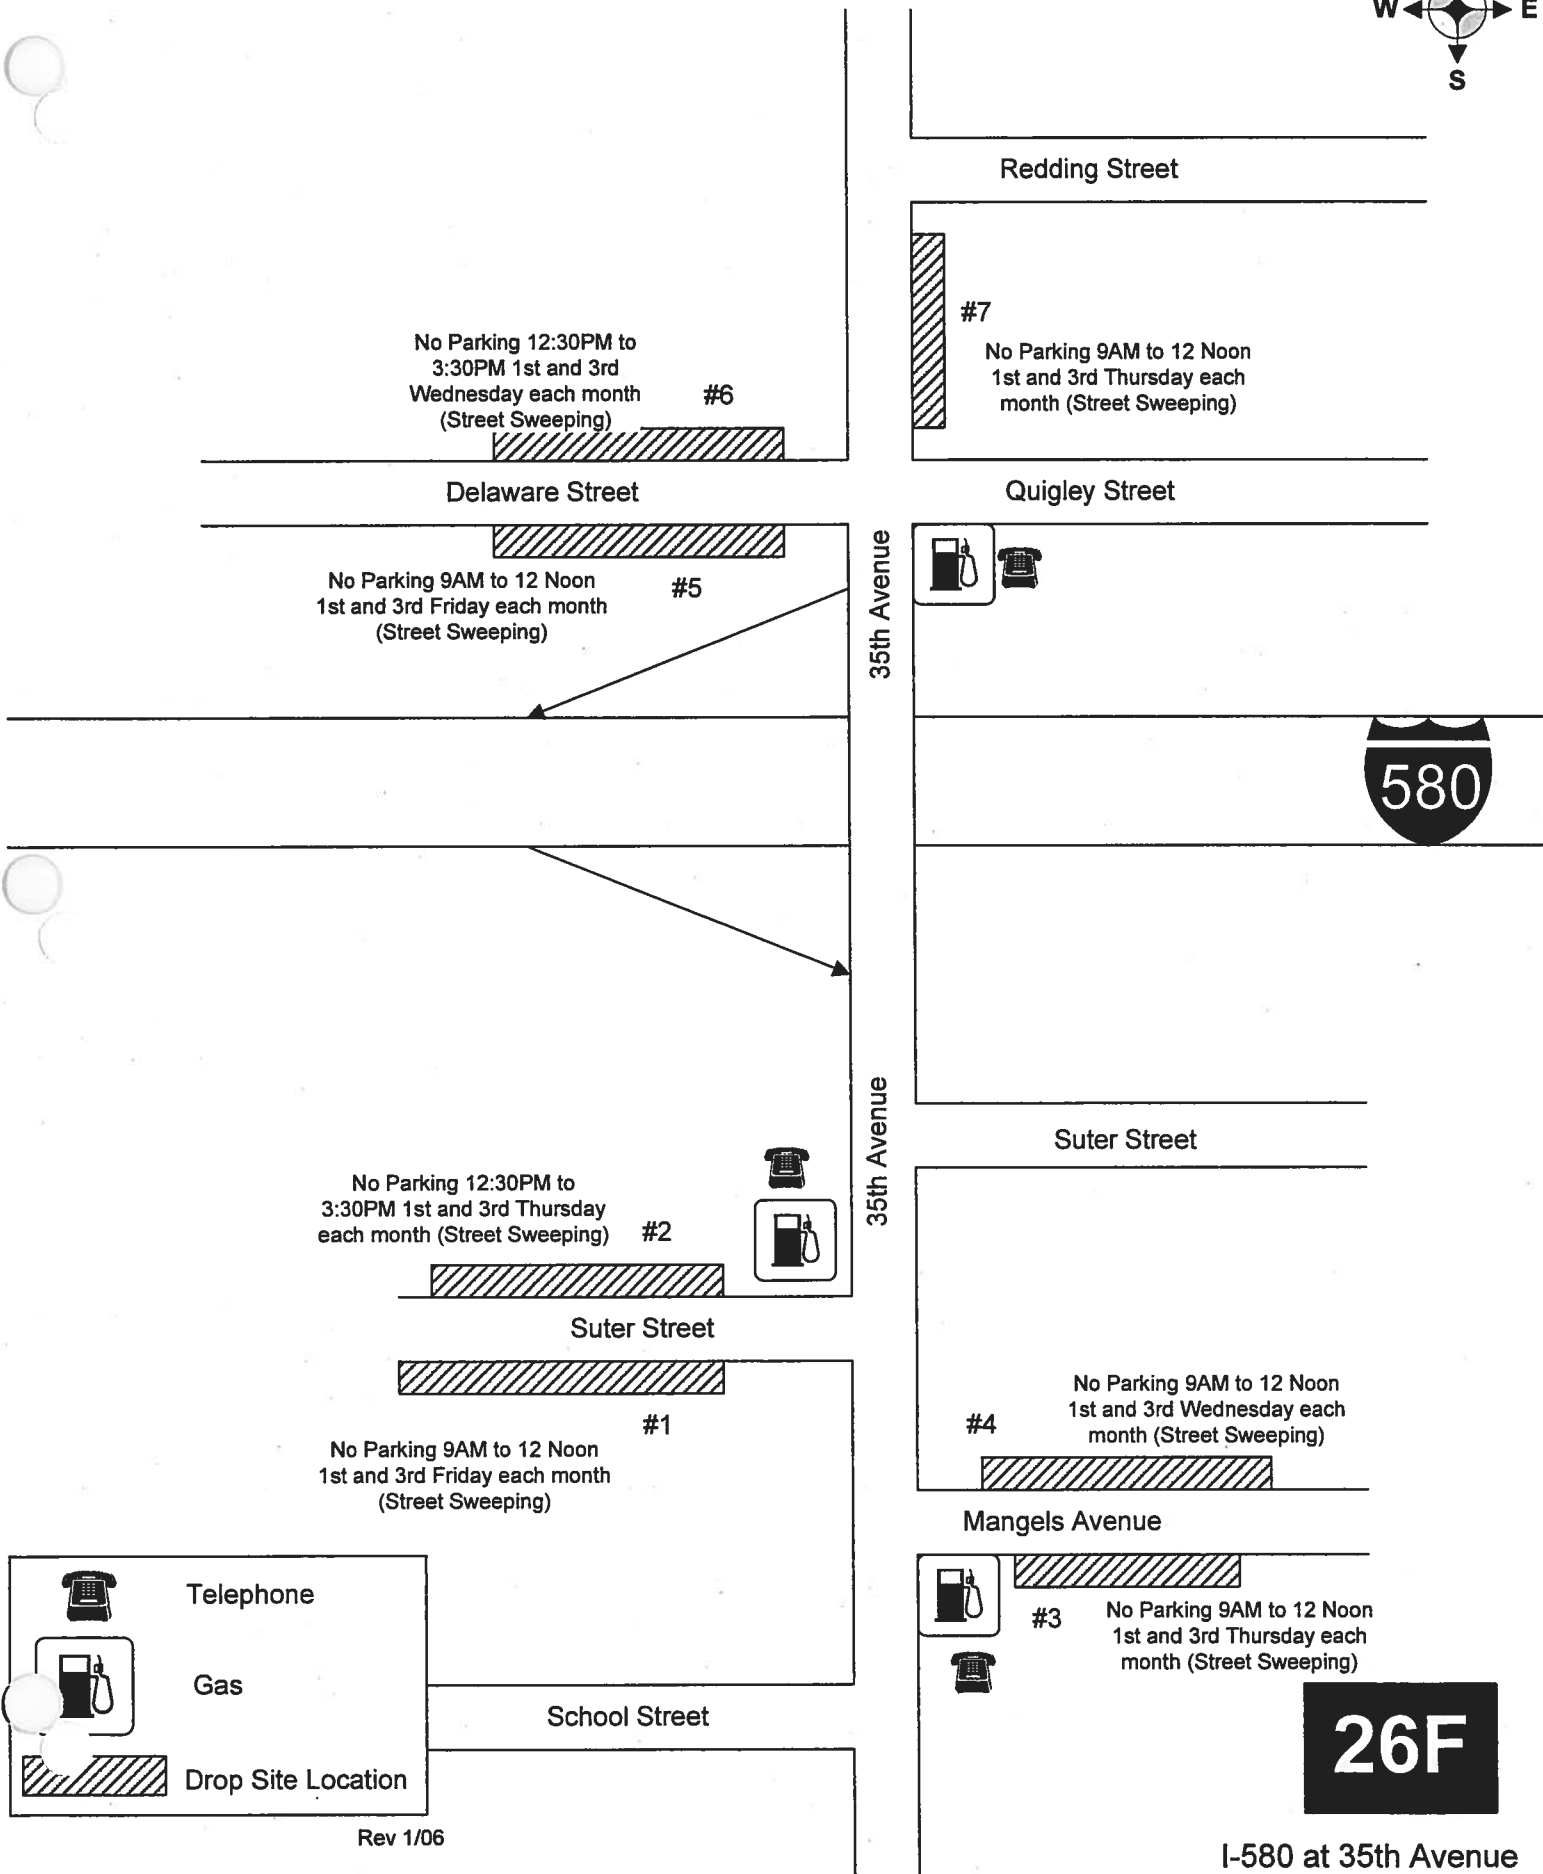 W E
S
Redding Street
#7
No Parking 9AM to 12 Noon
1st and 3rd Thursday each
month (Street Sweeping)
No Parking 12:30PM to
3:30PM 1st and 3rd
Wednesday each month
(Street Sweeping)
#6
Delaware Street
Quigley Street
No Parking 9AM to 12 Noon
1st and 3rd Friday each month
(Street Sweeping)
#5
35th Avenue
580
35th Avenue
Suter Street
No Parking 12:30PM to
3:30PM 1st and 3rd Thursday
each month (Street Sweeping)
#2
Suter Street
#1
No Parking 9AM to 12 Noon
1st and 3rd Friday each month
(Street Sweeping)
No Parking 9AM to 12 Noon
1st and 3rd Wednesday each
month (Street Sweeping)
#4
Mangels Avenue
#3
No Parking 9AM to 12 Noon
1st and 3rd Thursday each
month (Street Sweeping)
Telephone
Gas
Drop Site Location
School Street
26F
Rev 1/06
I-580 at 35th Avenue